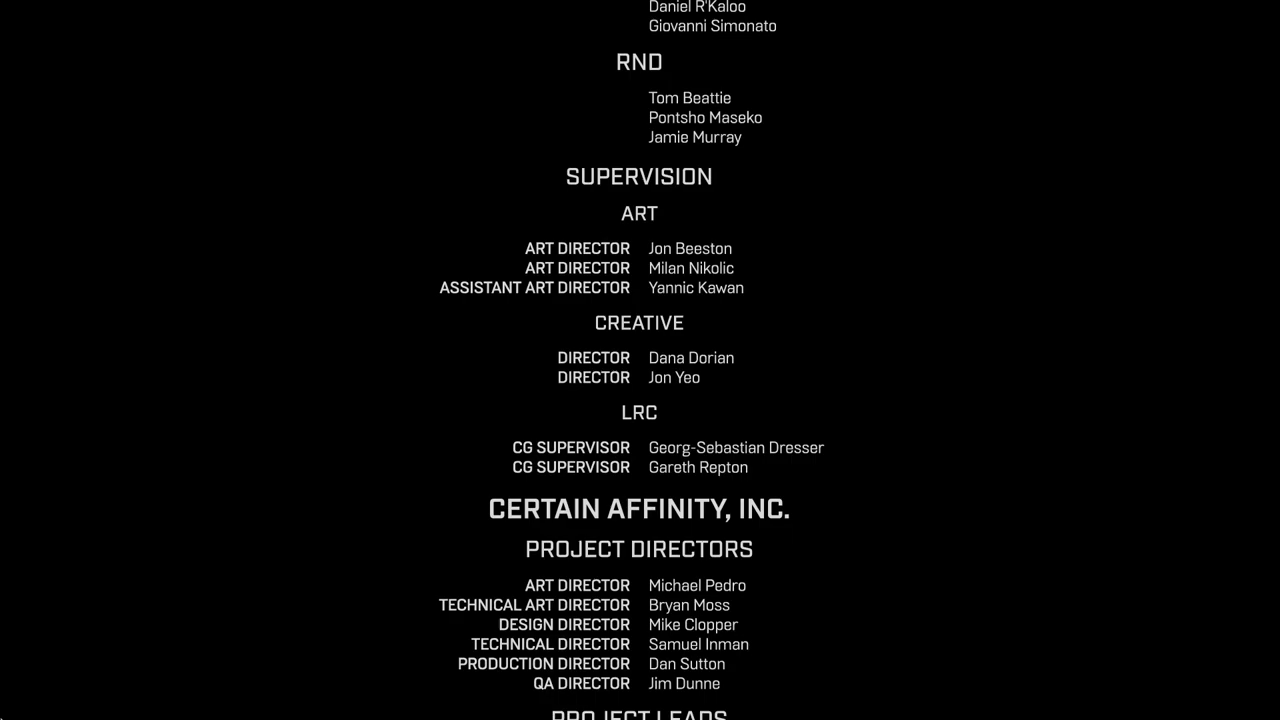 Daniel R'Kaloo
Giovanni Simonato
RND
Tom Beattie
Pontsho Maseko
Jamie Murray
SUPERVISION
ART
ART DIRECTOR Jon Beeston
ART DIRECTOR Milan Nikolic
ASSISTANT ART DIRECTOR Yannic Kawan
CREATIVE
DIRECTOR Dana Dorian
DIRECTOR Jon Yeo
LRC
CG SUPERVISOR Georg-Sebastian Dresser
CG SUPERVISOR Gareth Repton
CERTAIN AFFINITY, INC.
PROJECT DIRECTORS
ART DIRECTOR Michael Pedro
TECHNICAL ART DIRECTOR Bryan Moss
DESIGN DIRECTOR Mike Clopper
TECHNICAL DIRECTOR Samuel Inman
PRODUCTION DIRECTOR Dan Sutton
QA DIRECTOR Jim Dunne
PROJECT LEADS